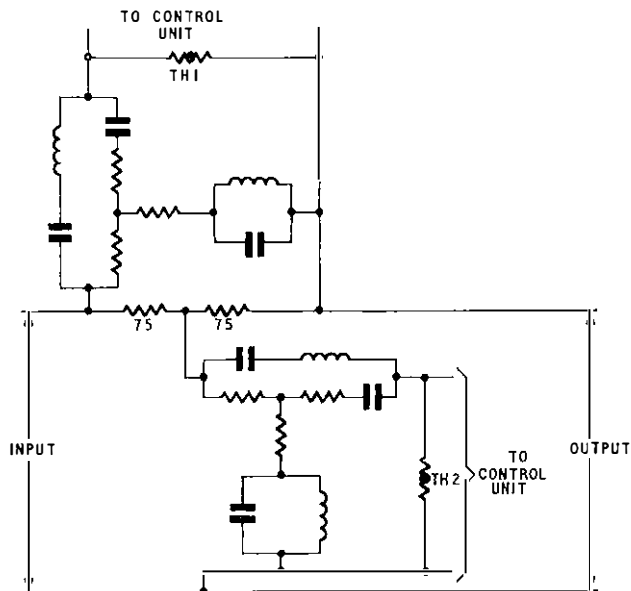 TO CONTROL
UNIT
TH1
75
75
INPUT
TH2
TO
CONTROL
UNIT
OUTPUT